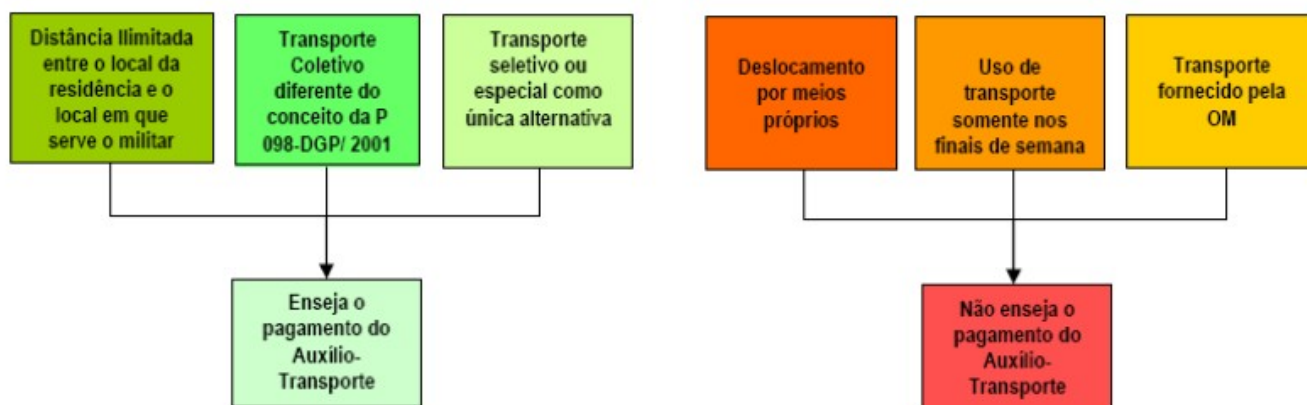 Distância Ilimitada
entre o local da
residência e o
local em que
serve o militar
Transporte
Coletivo
diferente do
conceito da P
098-DGP/ 2001
Transporte
seletivo ou
especial como
única alternativa
Deslocamento
por meios
próprios
Uso de
transporte
somente nos
finais de semana
Transporte
fornecido pela
OM
Enseja o
pagamento do
Auxílio-
Transporte
Não enseja o
pagamento do
Auxílio-
Transporte